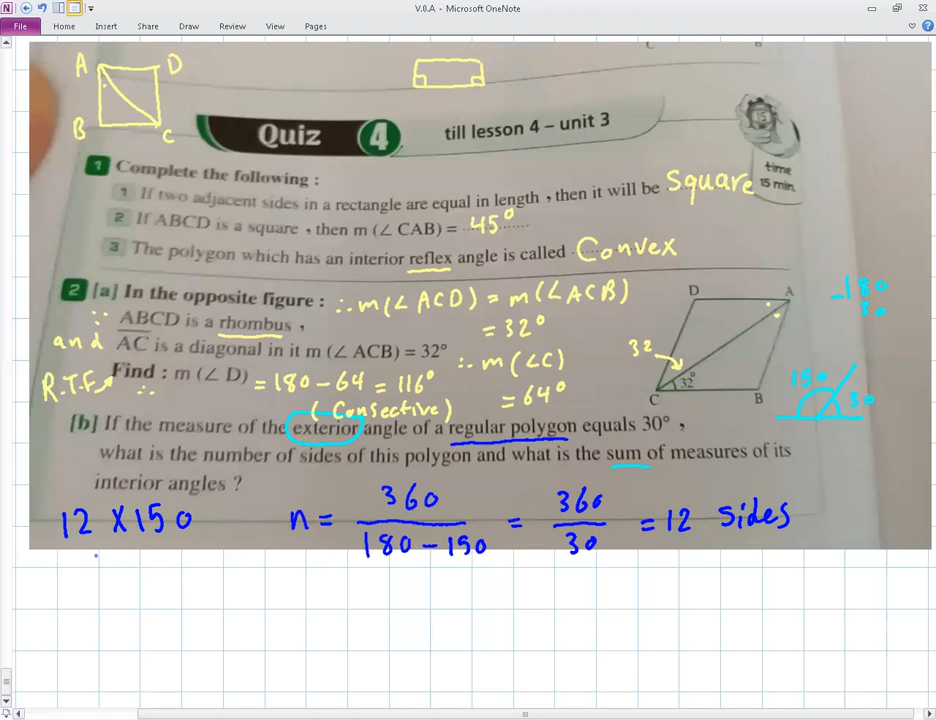 V.0.A - Microsoft OneNote
File Home Insert Share Draw Review View Pages
C B
A D
B C
Quiz 4 till lesson 4 – unit 3
15
time
15 min.
1 Complete the following :
1 If two adjacent sides in a rectangle are equal in length , then it will be Square
2 If ABCD is a square , then m (∠ CAB) = 45°
3 The polygon which has an interior reflex angle is called Convex
2 [a] In the opposite figure : ∴ m(∠ ACD) = m(∠ ACB)
∵ ABCD is a rhombus , = 32°
and AC is a diagonal in it m (∠ ACB) = 32° ∴ m(∠C)
R.T.F Find : m (∠ D) ∴ = 180 – 64 = 116° = 64°
(Consective)
D A
32
32°
C B
-180
30
150 30
[b] If the measure of the exterior angle of a regular polygon equals 30° ,
what is the number of sides of this polygon and what is the sum of measures of its
interior angles ?
12 X 150 n = 360 / 180 – 150 = 360 / 30 = 12 sides